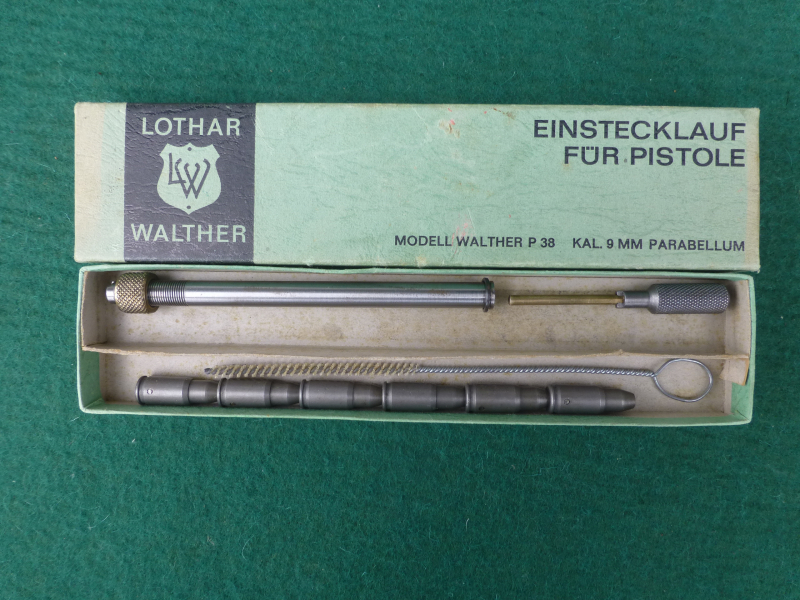 LOTHAR
LW
WALTHER
EINSTECKLAUF
FÜR PISTOLE
MODELL WALTHER P 38 KAL. 9 MM PARABELLUM